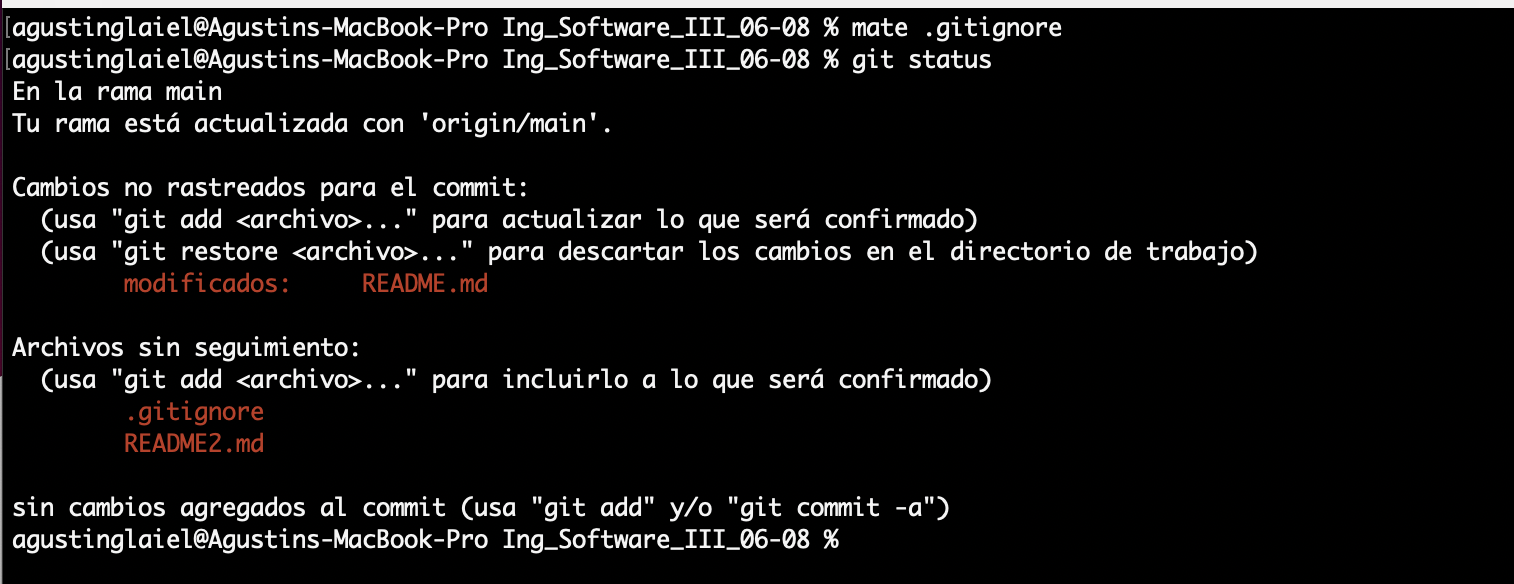 [agustinglaiel@Agustins-MacBook-Pro Ing_Software_III_06-08 % mate .gitignore
[agustinglaiel@Agustins-MacBook-Pro Ing_Software_III_06-08 % git status
En la rama main
Tu rama está actualizada con 'origin/main'.
Cambios no rastreados para el commit:
(usa "git add <archivo>..." para actualizar lo que será confirmado)
(usa "git restore <archivo>..." para descartar los cambios en el directorio de trabajo)
modificados: README.md
Archivos sin seguimiento:
(usa "git add <archivo>..." para incluirlo a lo que será confirmado)
.gitignore
README2.md
sin cambios agregados al commit (usa "git add" y/o "git commit -a")
agustinglaiel@Agustins-MacBook-Pro Ing_Software_III_06-08 %